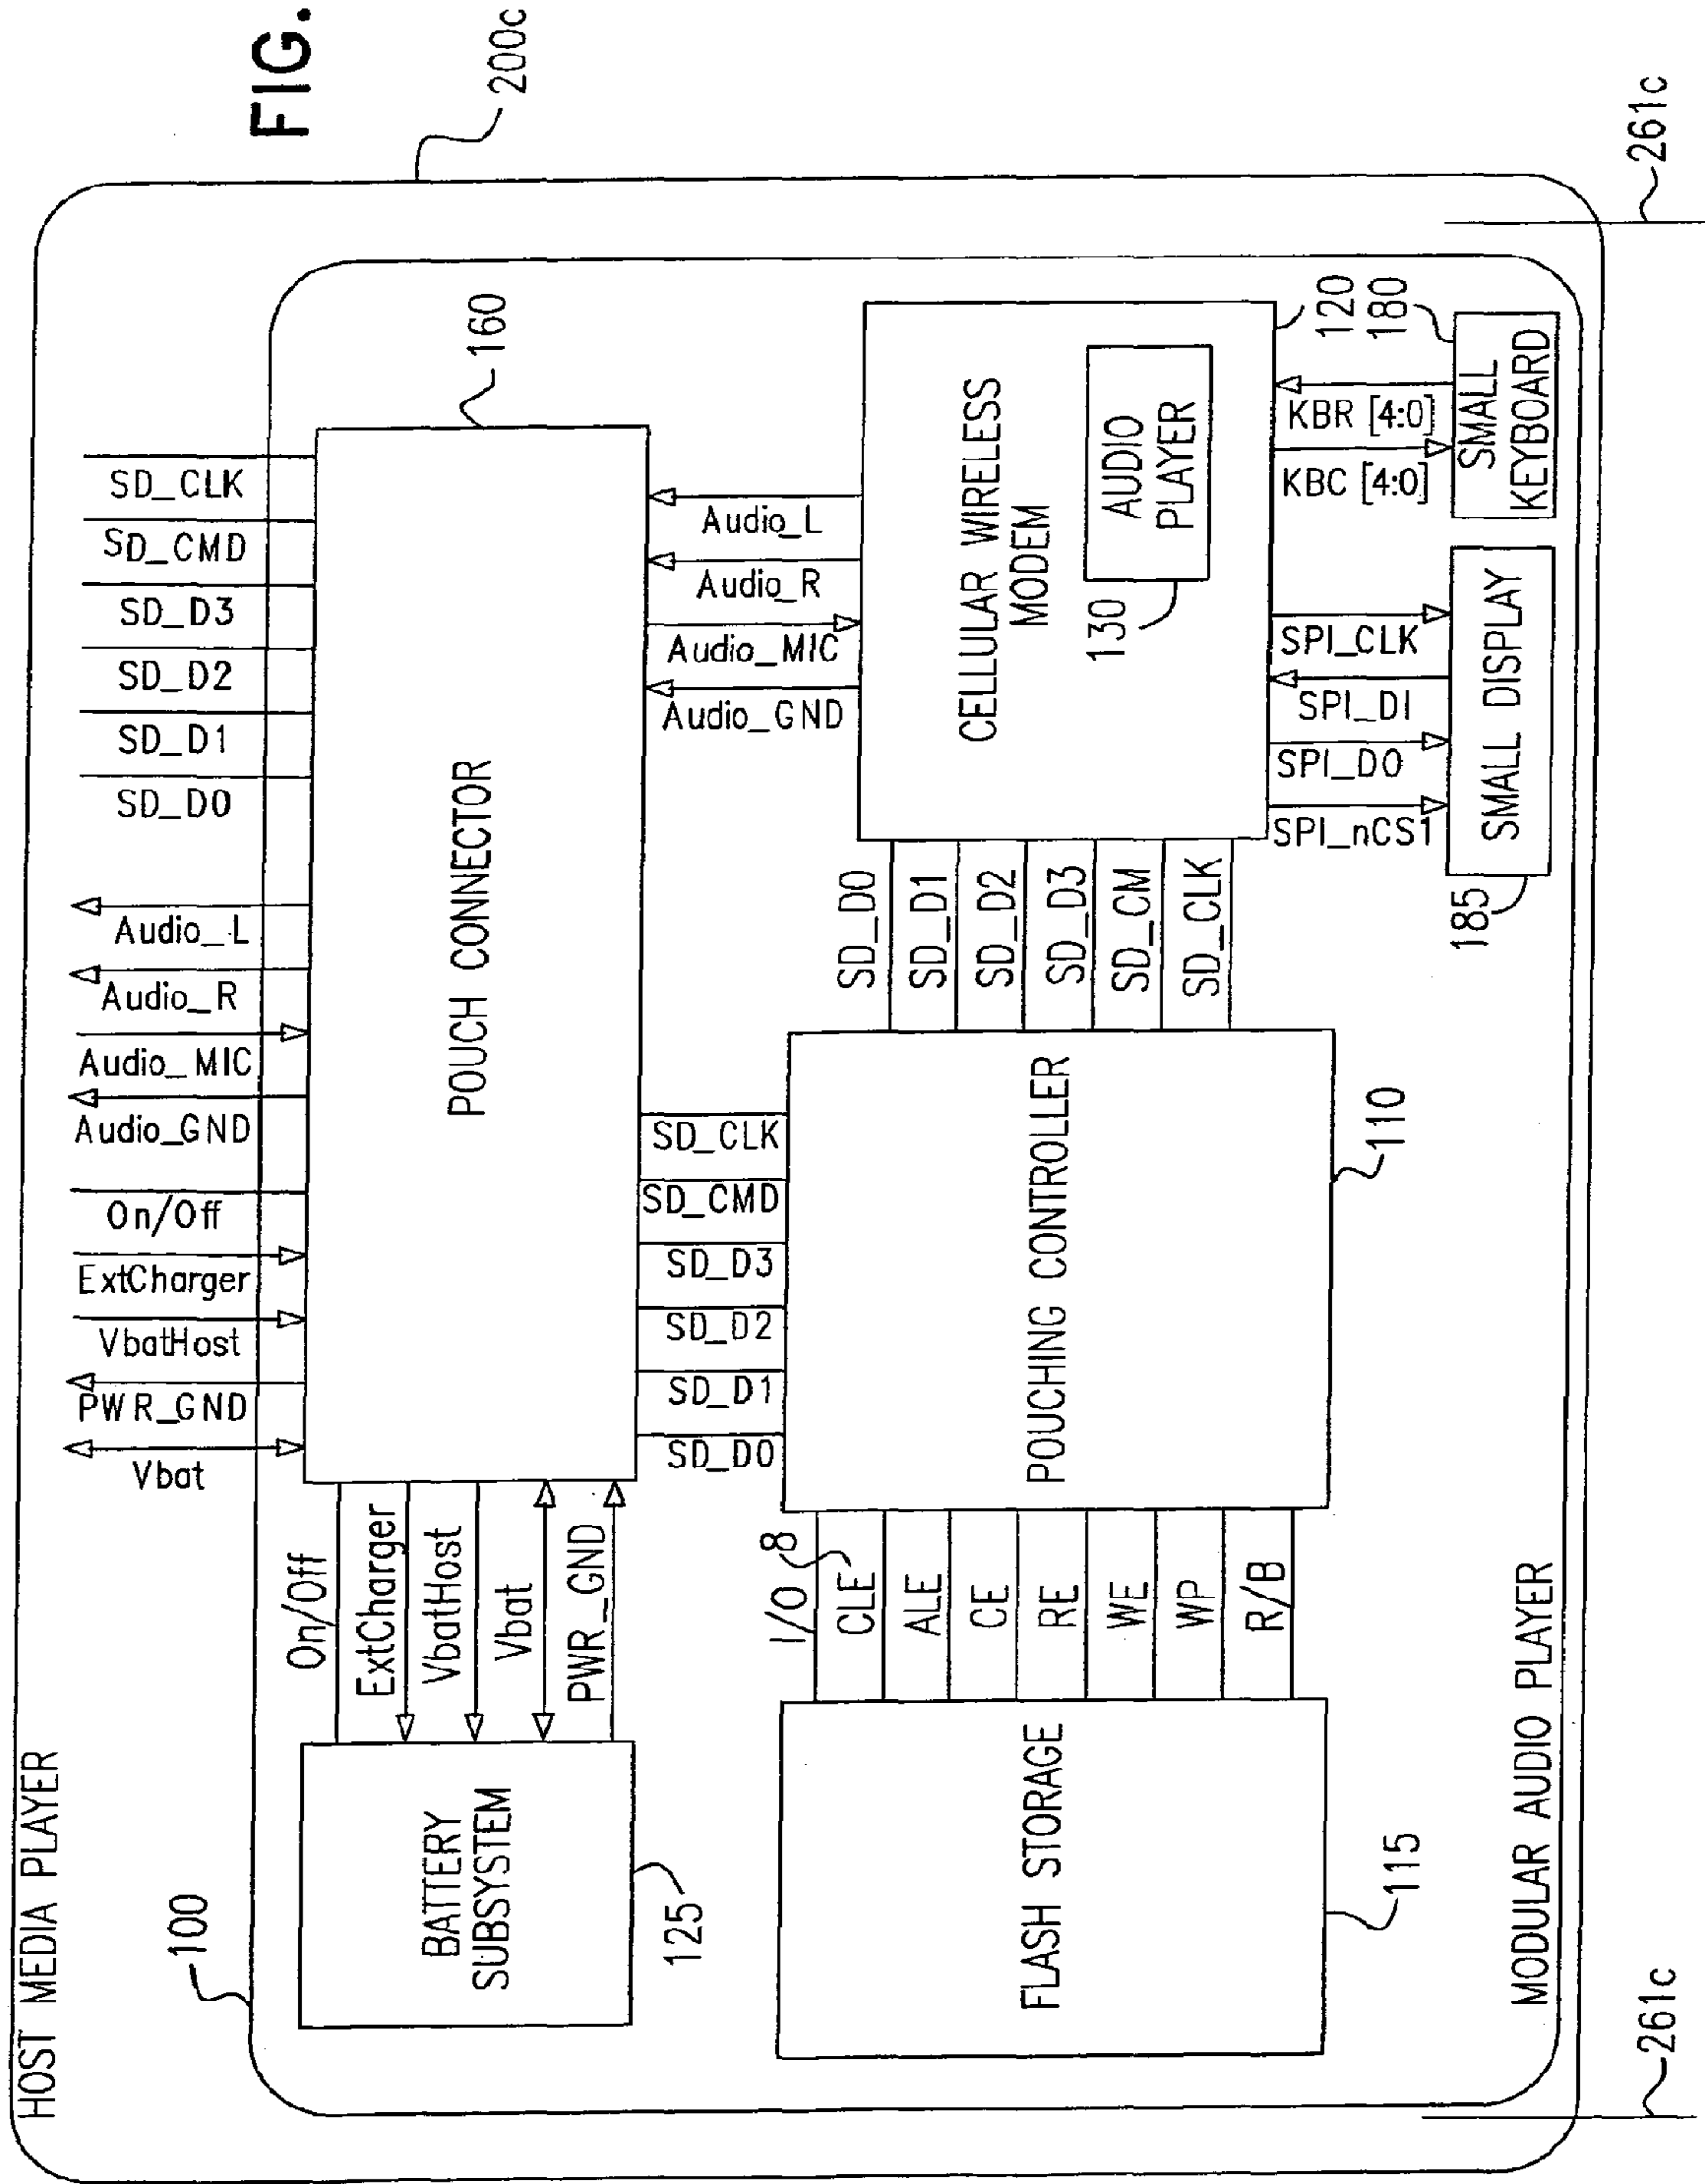 FIG.
200c
HOST MEDIA PLAYER
100
Vbat
PWR_GND
VbatHost
ExtCharger
On/Off
Audio_GND
Audio_MIC
Audio_R
Audio_L
SD_D0
SD_D1
SD_D2
SD_D3
SD_CMD
SD_CLK
160
POUCH CONNECTOR
BATTERY
SUBSYSTEM
125
On/Off
ExtCharger
VbatHost
Vbat
PWR_GND
SD_D0
SD_D1
SD_D2
SD_D3
SD_CMD
SD_CLK
Audio_GND
Audio_MIC
Audio_R
Audio_L
FLASH STORAGE
115
I/O
8
CLE
ALE
CE
RE
WE
WP
R/B
POUCHING CONTROLLER
110
SD_D0
SD_D1
SD_D2
SD_D3
SD_CM
SD_CLK
CELLULAR WIRELESS
MODEM
130
AUDIO
PLAYER
120
SPI_nCS1
SPI_DO
SPI_DI
SPI_CLK
KBC [4:0]
KBR [4:0]
180
185
SMALL DISPLAY
SMALL
KEYBOARD
MODULAR AUDIO PLAYER
261c
261c